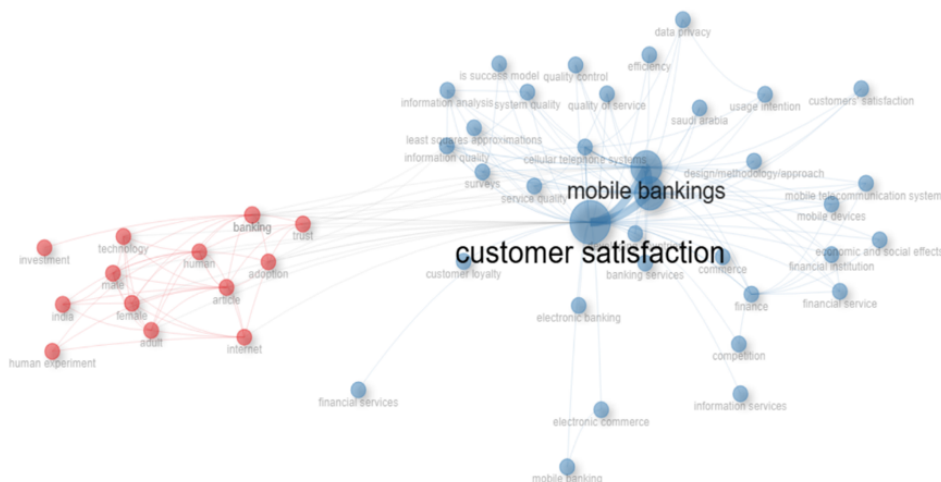 data privacy
efficiency
is success model
quality control
information analysis
system quality
quality of service
usage intention
customers' satisfaction
saudi arabia
least squares approximations
information quality
cellular telephone systems
design/methodology/approach
surveys
service quality
mobile bankings
mobile telecommunication system
mobile devices
banking
trust
technology
investment
human
customer satisfaction
economic and social effects
adoption
customer loyalty
banking services
commerce
financial institution
male
article
financial service
india
female
finance
electronic banking
adult
internet
human experiment
competition
financial services
information services
electronic commerce
mobile banking